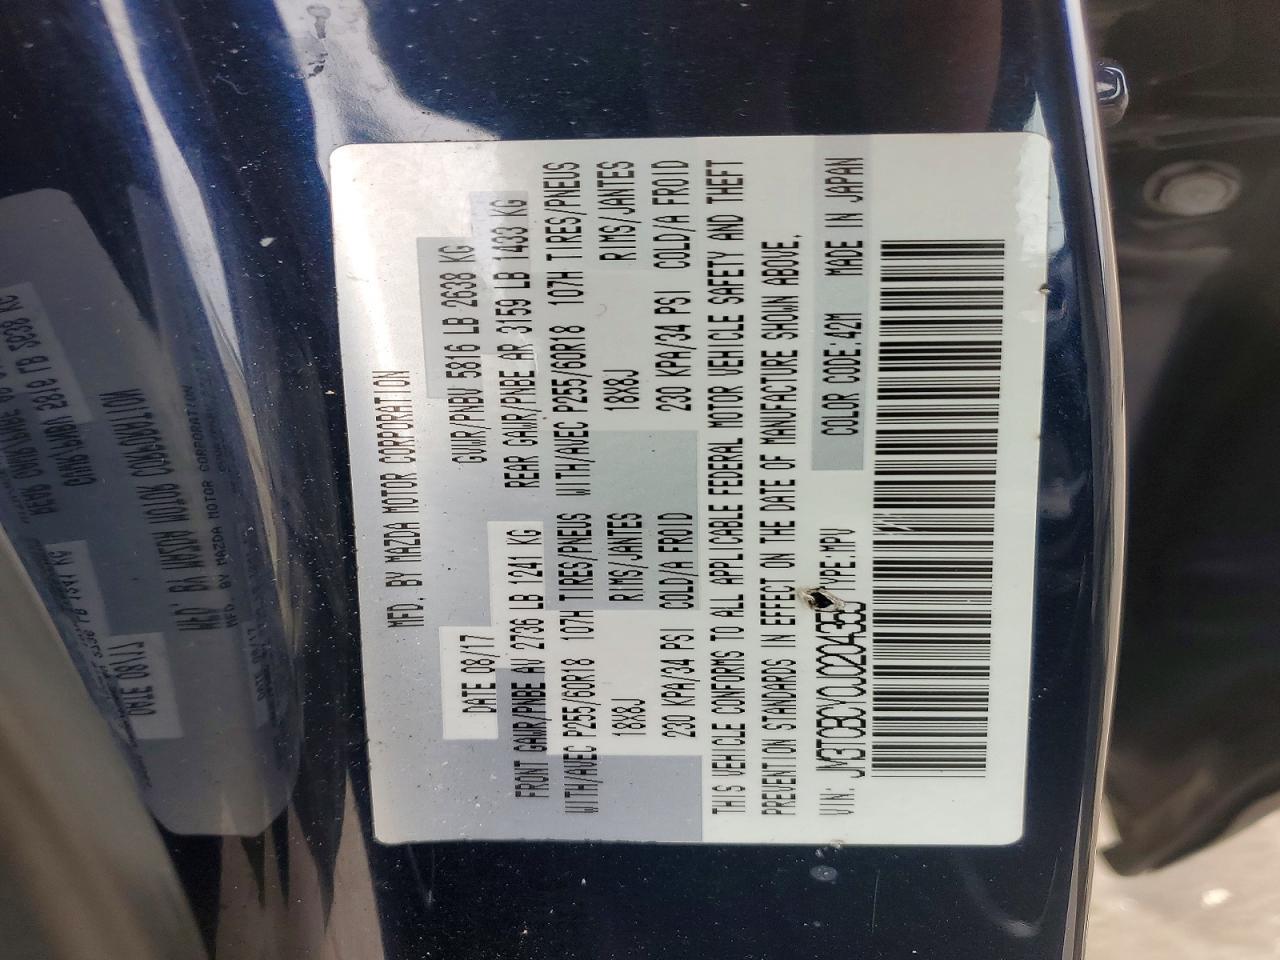 MFD. BY MAZDA MOTOR CORPORATION
DATE 08/17 GVWR/PNBV 5816 LB 2638 KG
FRONT GAWR/PNBE AV 2736 LB 1241 KG REAR GAWR/PNBE AR 3159 LB 1433 KG
WITH/AVEC P255/60R18 107H TIRES/PNEUS WITH/AVEC P255/60R18 107H TIRES/PNEUS
18X8J RIMS/JANTES 18X8J RIMS/JANTES
230 KPA/34 PSI COLD/A FROID 230 KPA/34 PSI COLD/A FROID
THIS VEHICLE CONFORMS TO ALL APPLICABLE FEDERAL MOTOR VEHICLE SAFETY AND THEFT
PREVENTION STANDARDS IN EFFECT ON THE DATE OF MANUFACTURE SHOWN ABOVE.
VIN: JM3TCBCY0J0204353 TYPE:MPV COLOR CODE:42M MADE IN JAPAN